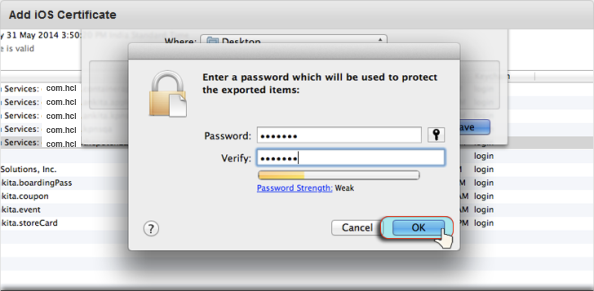 Add iOS Certificate
y 31 May 2014 3:50:
e is valid
Where: Desktop
Enter a password which will be used to protect
the exported items:
Services: com.hcl
Services: com.hcl
Services: com.hcl
Services: com.hcl
Password: •••••••
Verify: •••••••
Password Strength: Weak
ave
login
Solutions, Inc. login
kita.boardingPass M login
kita.coupon M login
kita.event M login
kita.storeCard M login
? Cancel OK